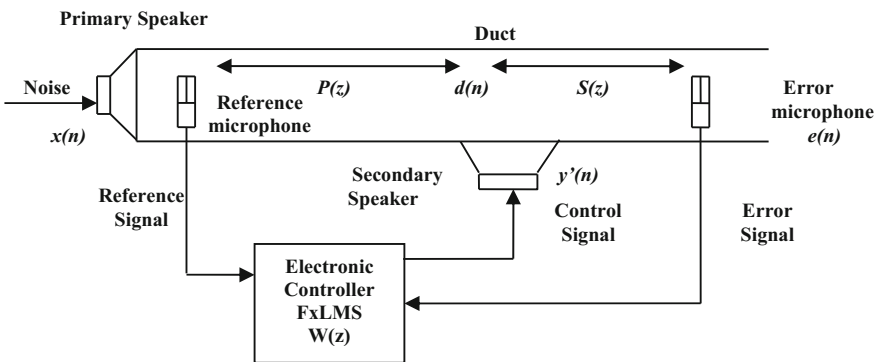 Primary Speaker
Duct
Noise
x(n)
P(z)
d(n)
S(z)
Reference
microphone
Error
microphone
e(n)
Secondary
Speaker
y’(n)
Reference
Signal
Control
Signal
Error
Signal
Electronic
Controller
FxLMS
W(z)